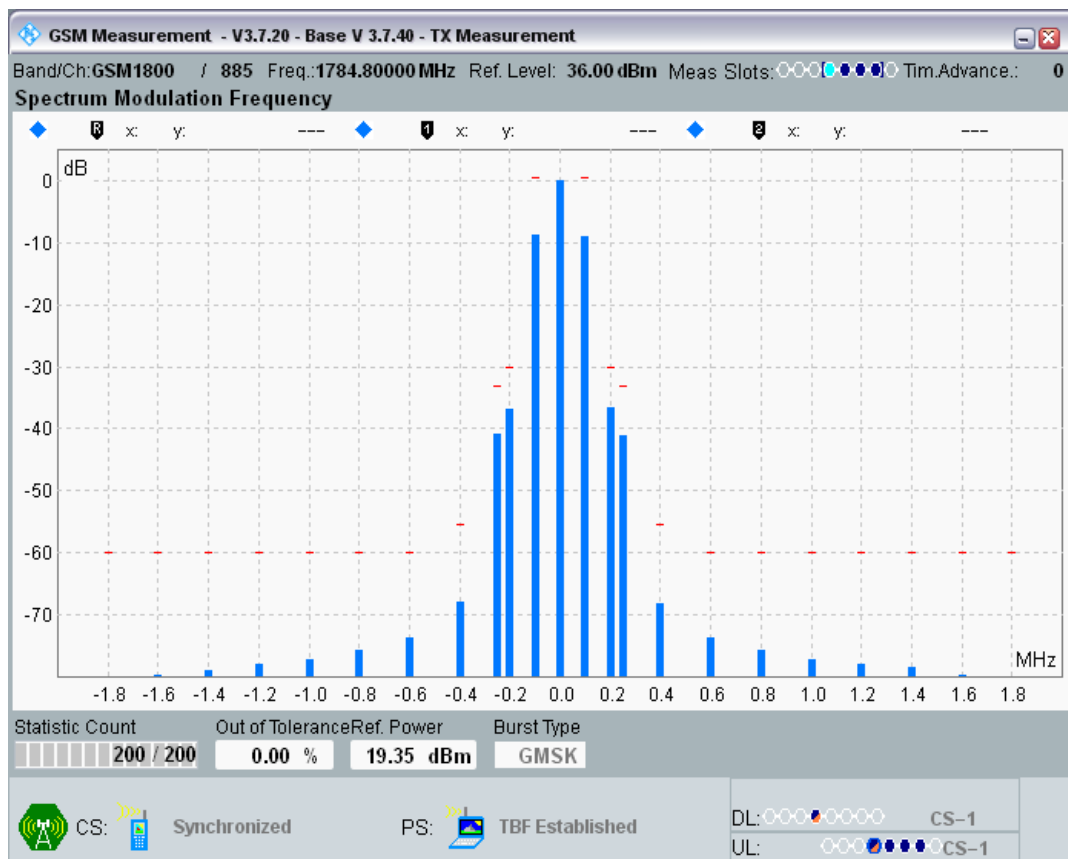 GSM Measurement - V3.7.20 - Base V 3.7.40 - TX Measurement
Band/Ch:GSM1800 / 885 Freq.:1784.80000 MHz Ref. Level: 36.00 dBm Meas Slots: Tim.Advance.: 0
Spectrum Modulation Frequency
R x: y: --- 1 x: y: --- 2 x: y: ---
dB
0
-10
-20
-30
-40
-50
-60
-70
MHz
-1.8 -1.6 -1.4 -1.2 -1.0 -0.8 -0.6 -0.4 -0.2 0.0 0.2 0.4 0.6 0.8 1.0 1.2 1.4 1.6 1.8
Statistic Count Out of Tolerance Ref. Power Burst Type
200 / 200 0.00 % 19.35 dBm GMSK
CS: Synchronized PS: TBF Established
DL: CS-1
UL: CS-1